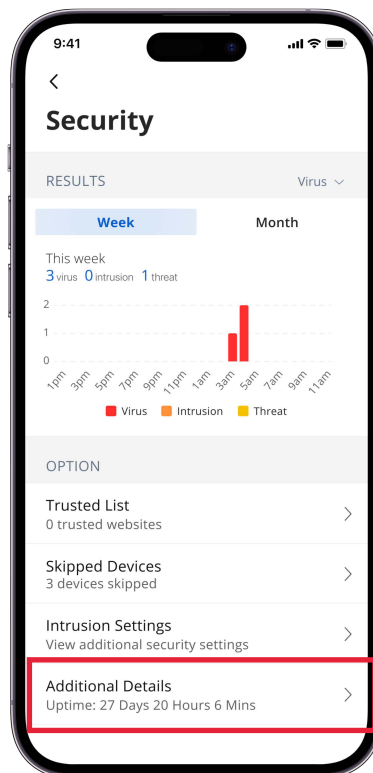 9:41
Security
RESULTS Virus
Week Month
This week
3 virus 0 intrusion 1 threat
2
1
0
1pm 3pm 5pm 7pm 9pm 11pm 1am 3am 5am 7am 9am 11am
Virus Intrusion Threat
OPTION
Trusted List
0 trusted websites
Skipped Devices
3 devices skipped
Intrusion Settings
View additional security settings
Additional Details
Uptime: 27 Days 20 Hours 6 Mins